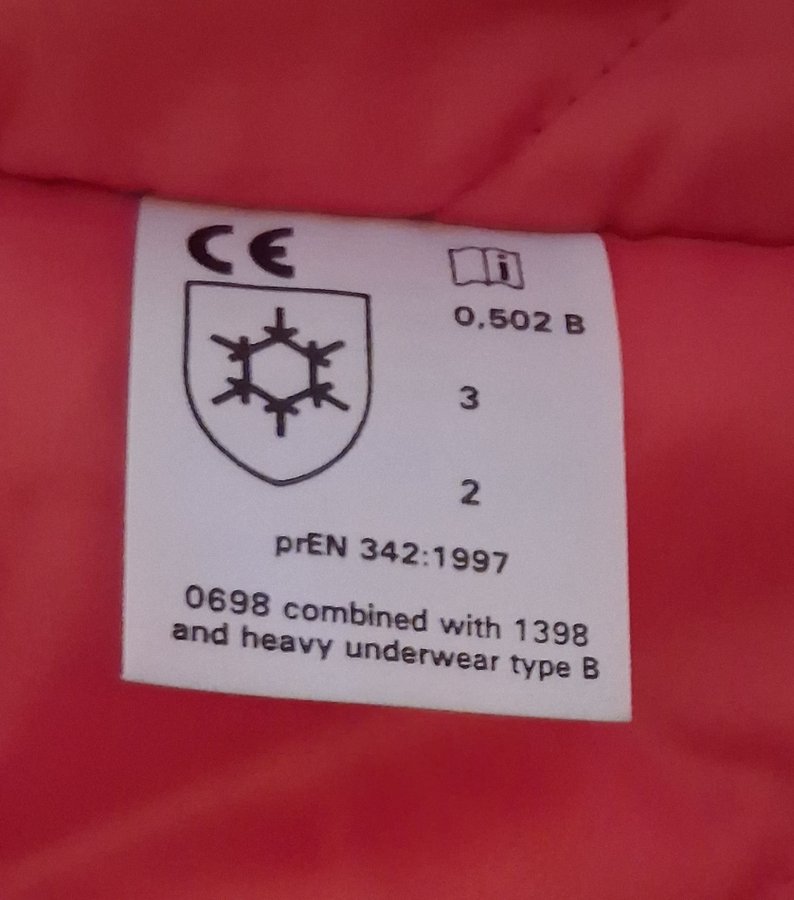 CE
i
0,502 B
3
2
prEN 342:1997
0698 combined with 1398
and heavy underwear type B